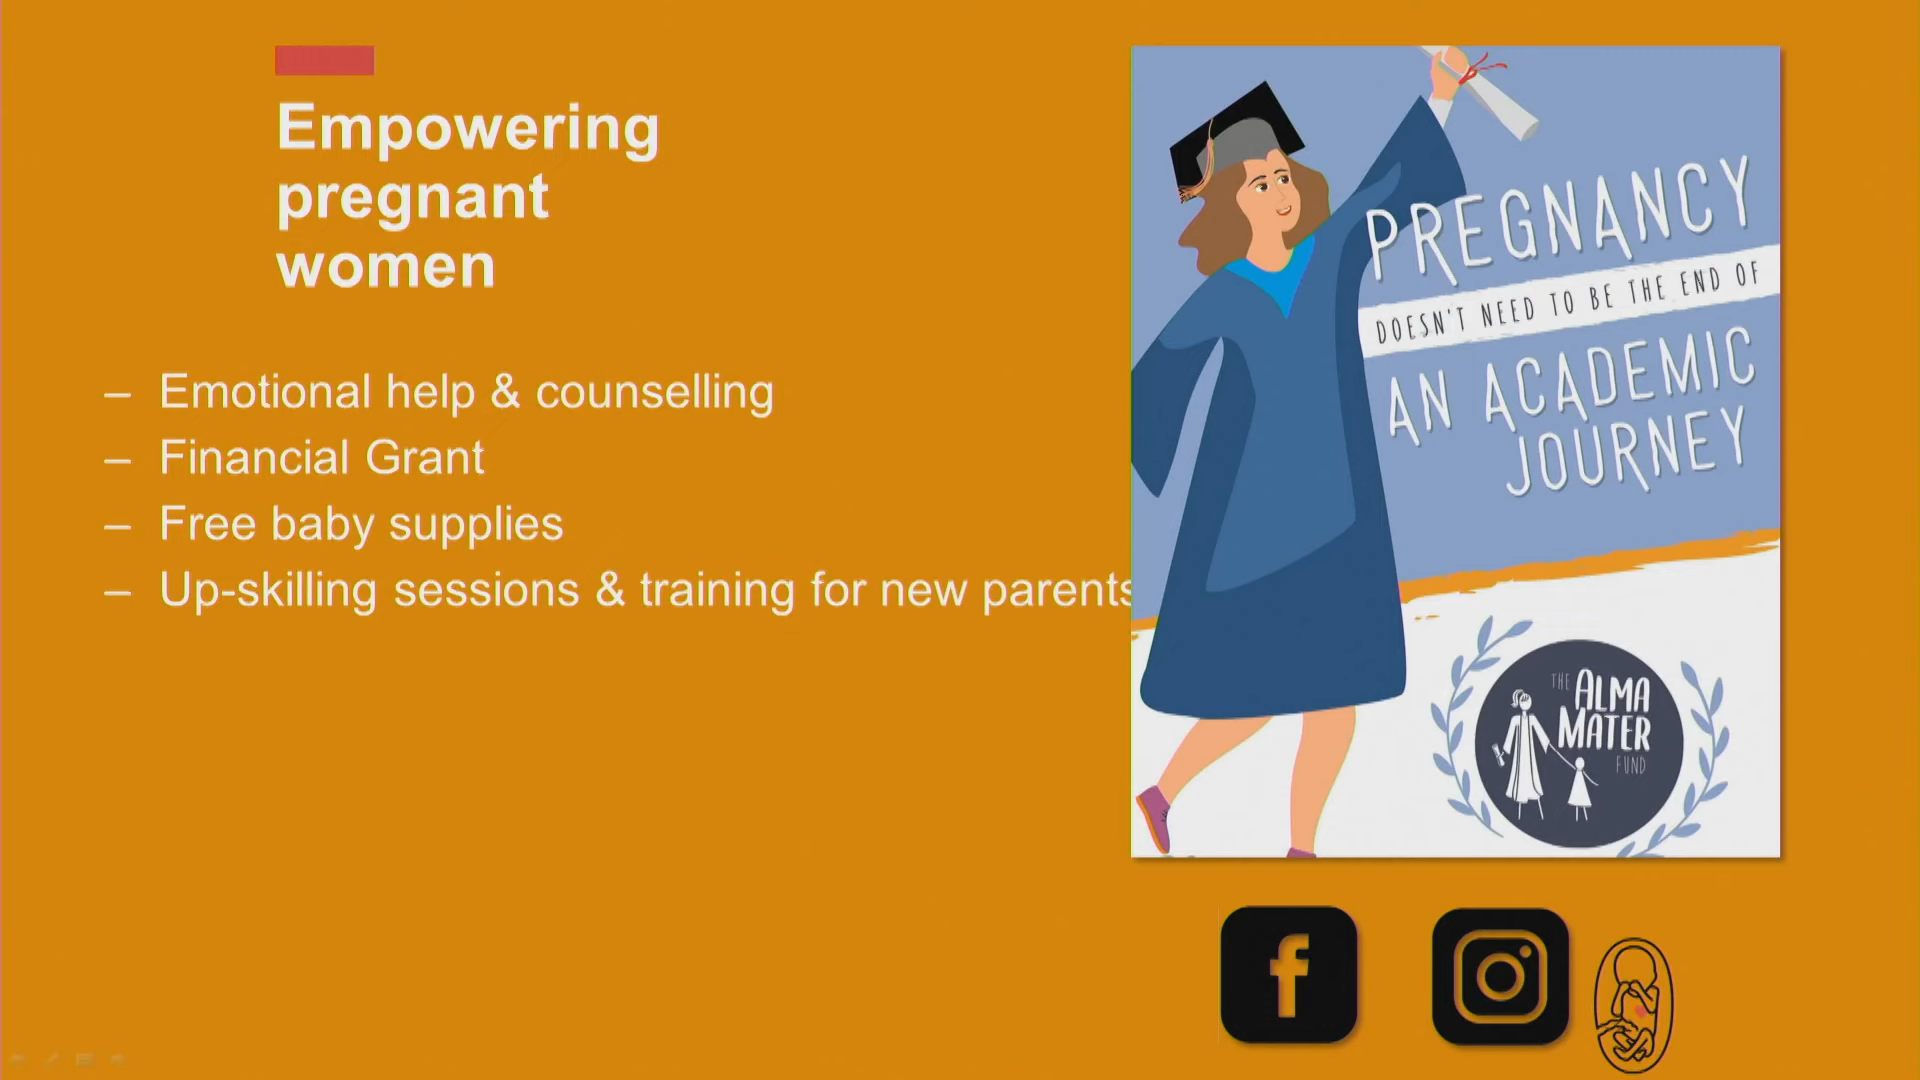 Empowering
pregnant
women
– Emotional help & counselling
– Financial Grant
– Free baby supplies
– Up-skilling sessions & training for new parents
PREGNANCY
DOESN'T NEED TO BE THE END OF
AN ACADEMIC
JOURNEY
THE ALMA
MATER
FUND